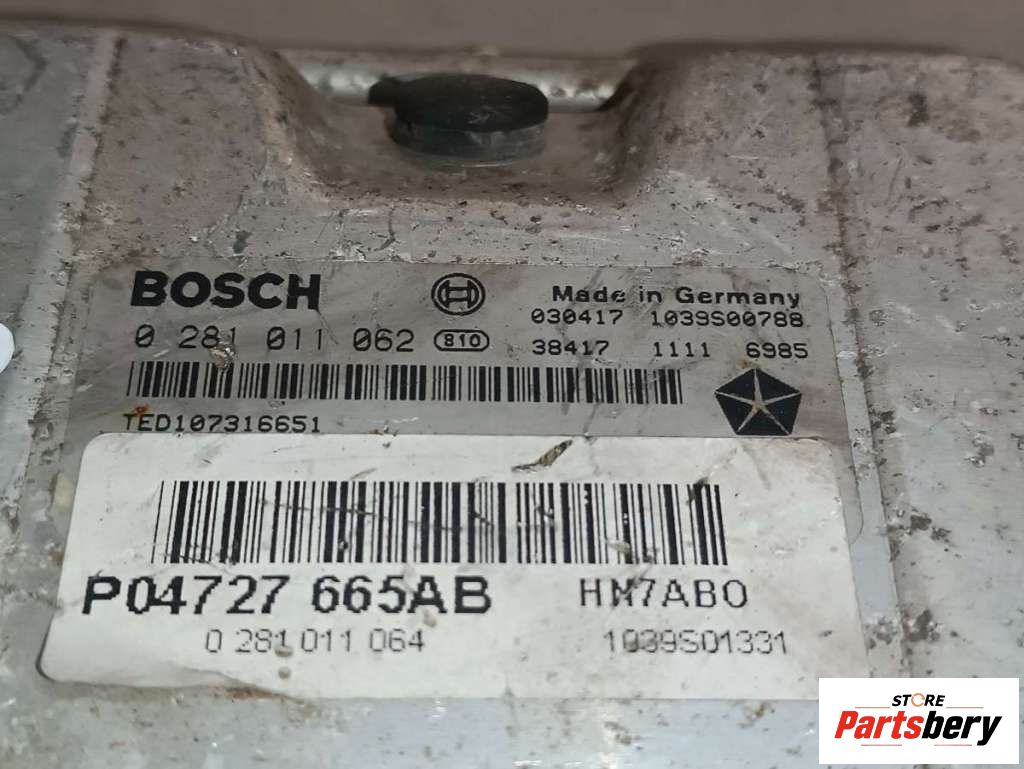 BOSCH
Made in Germany
030417 1039S00788
0 281 011 062 810
38417 1111 6985
TED107316651
P04727 665AB
HM7AB0
0 281 011 064
1039S01331
STORE
Partsbery